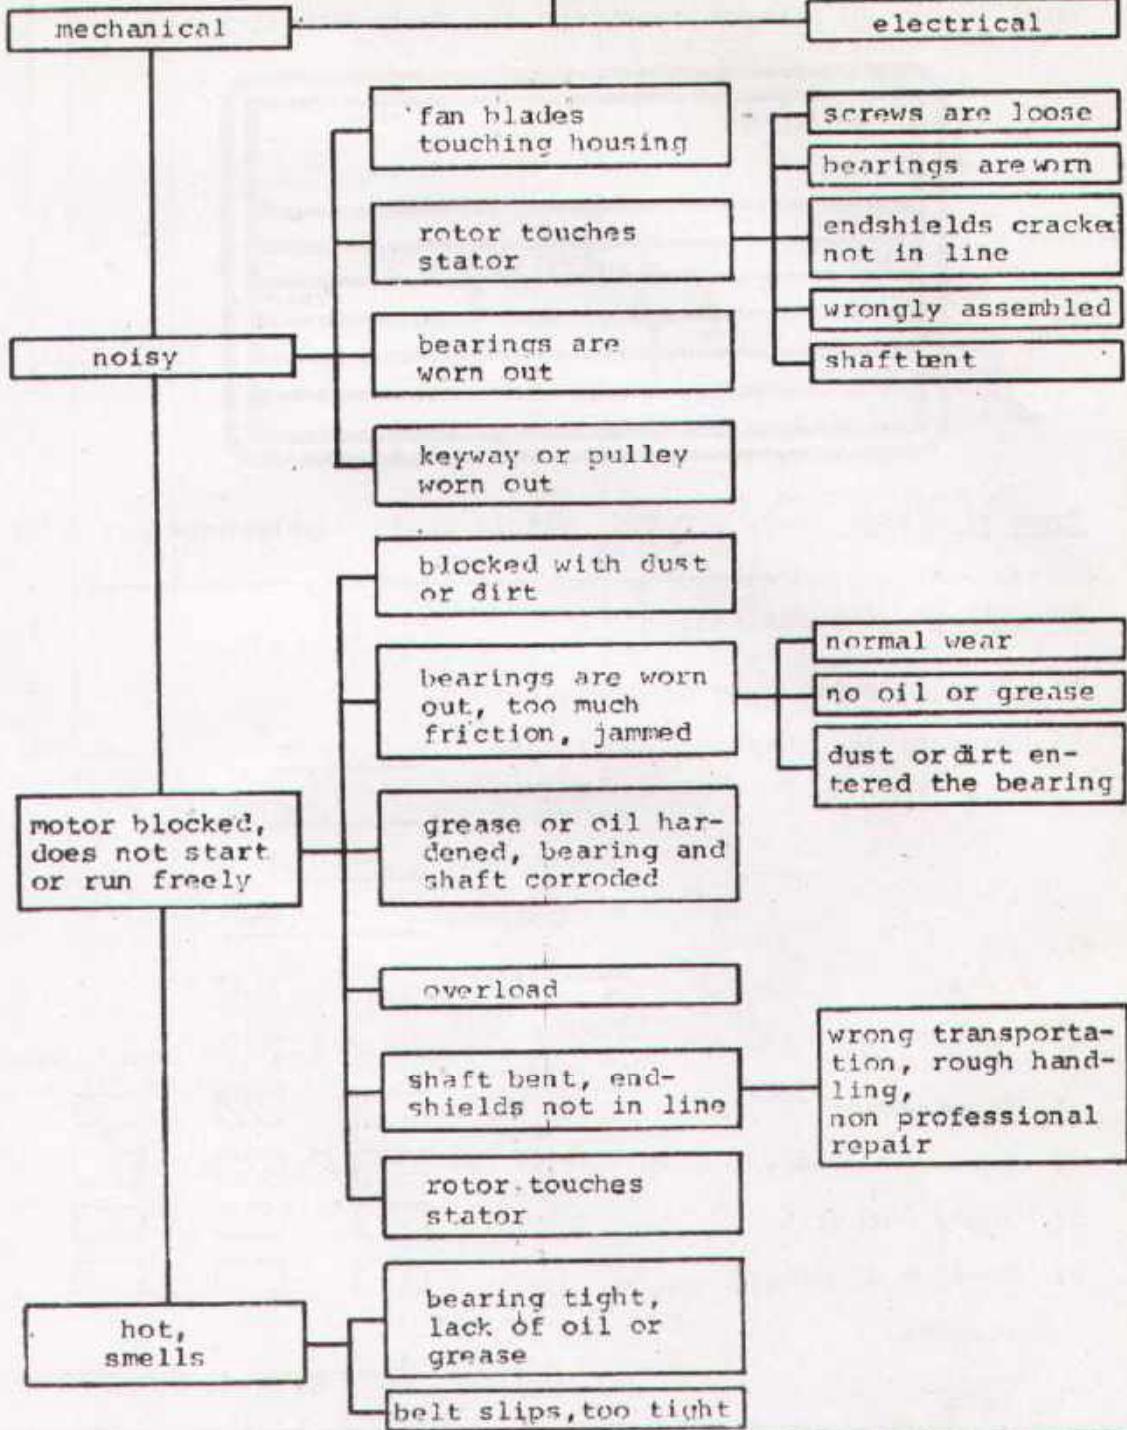 mechanical
electrical
fan blades
touching housing
screws are loose
bearings are worn
rotor touches
stator
endshields cracked
not in line
wrongly assembled
shaft bent
noisy
bearings are
worn out
keyway or pulley
worn out
blocked with dust
or dirt
bearings are worn
out, too much
friction, jammed
normal wear
no oil or grease
dust or dirt en-
tered the bearing
motor blocked,
does not start
or run freely
grease or oil har-
dened, bearing and
shaft corroded
overload
shaft bent, end-
shields not in line
wrong transporta-
tion, rough hand-
ling,
non professional
repair
rotor touches
stator
hot,
smells
bearing tight,
lack of oil or
grease
belt slips, too tight